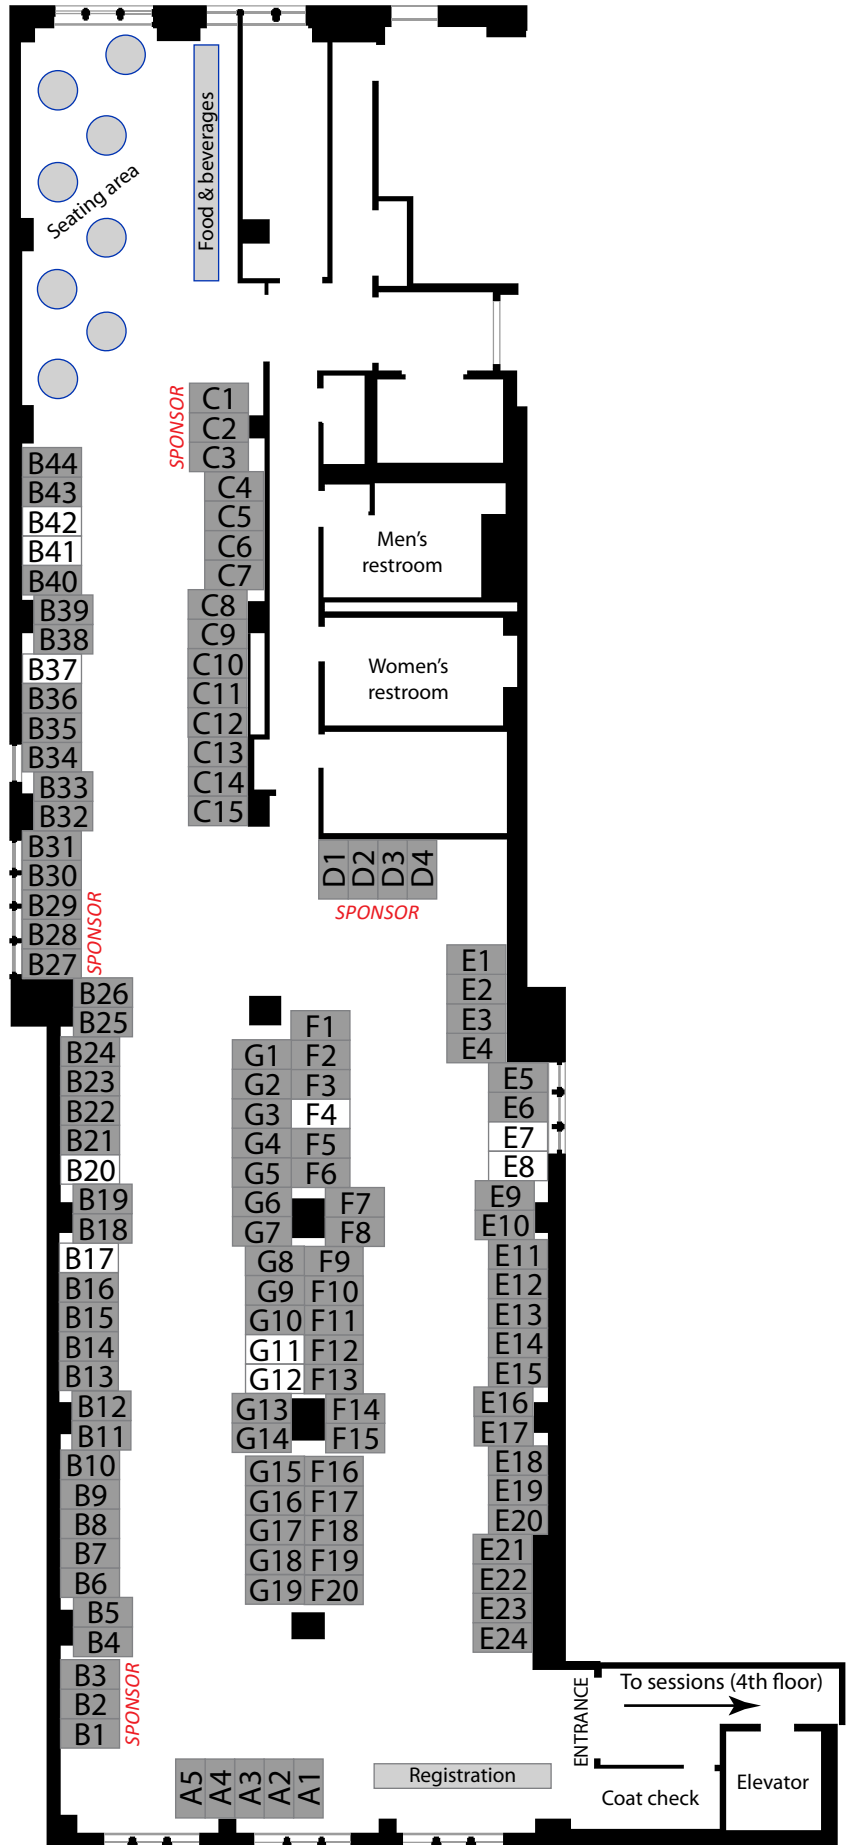 Food & beverages
Seating area
SPONSOR
C1
C2
C3
C4
C5
C6
C7
C8
C9
C10
C11
C12
C13
C14
C15
B44
B43
B42
B41
B40
B39
B38
B37
B36
B35
B34
B33
B32
B31
B30
B29
B28
B27
SPONSOR
B26
B25
B24
B23
B22
B21
B20
B19
B18
B17
B16
B15
B14
B13
B12
B11
B10
B9
B8
B7
B6
B5
B4
B3
B2
B1
SPONSOR
Men's
restroom
Women's
restroom
D1
D2
D3
D4
SPONSOR
E1
E2
E3
E4
E5
E6
E7
E8
E9
E10
E11
E12
E13
E14
E15
E16
E17
E18
E19
E20
E21
E22
E23
E24
F1
G1 F2
G2 F3
G3 F4
G4 F5
G5 F6
G6 F7
G7 F8
G8 F9
G9 F10
G10 F11
G11 F12
G12 F13
G13 F14
G14 F15
G15 F16
G16 F17
G17 F18
G18 F19
G19 F20
A5
A4
A3
A2
A1
Registration
ENTRANCE
To sessions (4th floor)
Coat check
Elevator